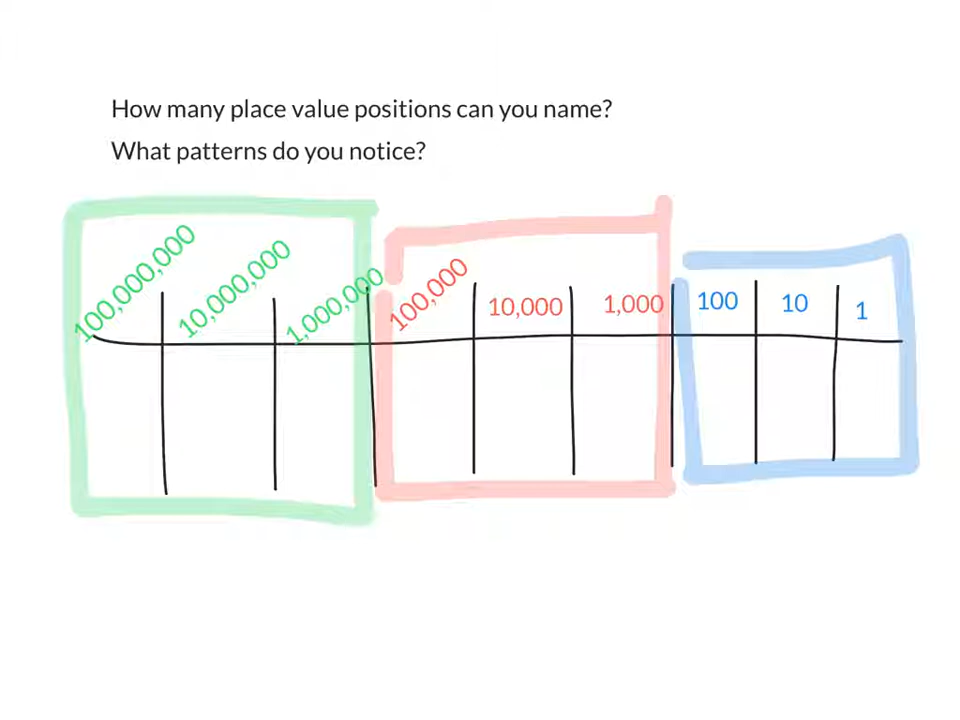 How many place value positions can you name?
What patterns do you notice?
100,000,000 10,000,000 1,000,000 100,000 10,000 1,000 100 10 1